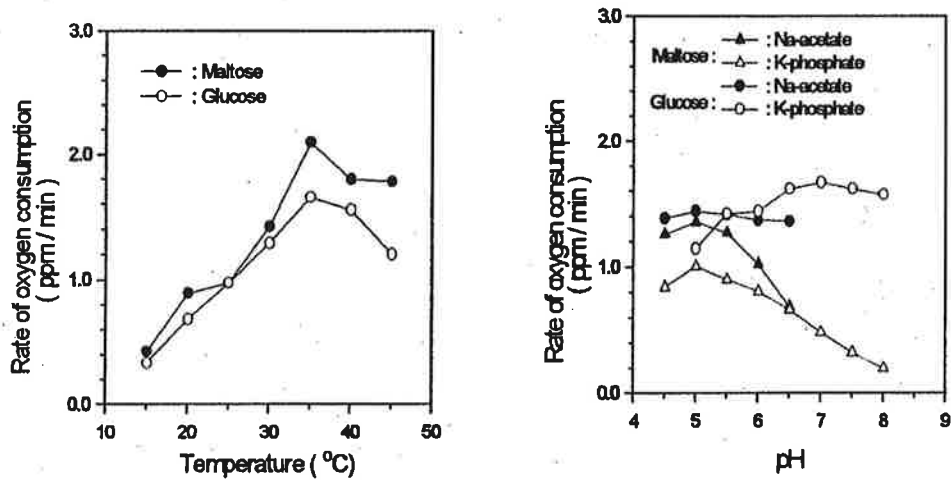 3.0
2.0
1.0
0.0
Rate of oxygen consumption
( ppm / min )
: Maltose
: Glucose
10 20 30 40 50
Temperature ( °C)
3.0
2.0
1.0
0.0
Rate of oxygen consumption
( ppm / min )
Maltose :
: Na-acetate
: K-phosphate
Glucose :
: Na-acetate
: K-phosphate
4 5 6 7 8 9
pH